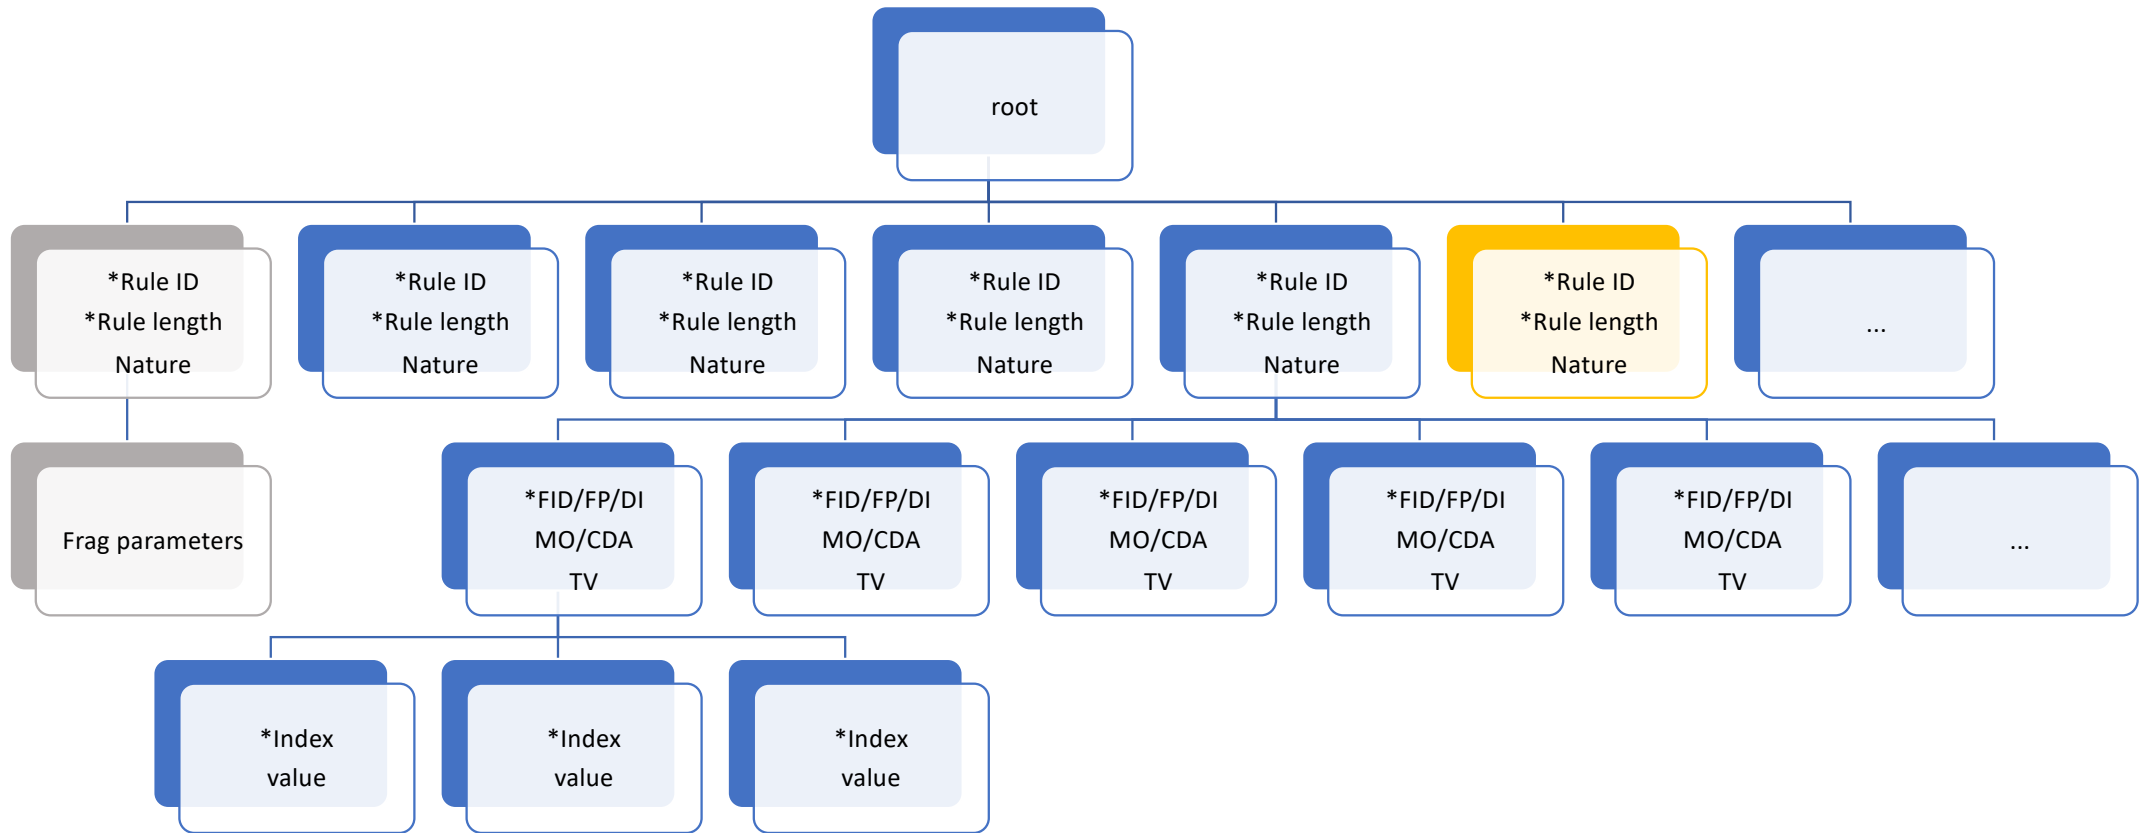 root
*Rule ID
*Rule length
Nature
*Rule ID
*Rule length
Nature
*Rule ID
*Rule length
Nature
*Rule ID
*Rule length
Nature
*Rule ID
*Rule length
Nature
*Rule ID
*Rule length
Nature
...
Frag parameters
*FID/FP/DI
MO/CDA
TV
*FID/FP/DI
MO/CDA
TV
*FID/FP/DI
MO/CDA
TV
*FID/FP/DI
MO/CDA
TV
*FID/FP/DI
MO/CDA
TV
...
*Index
value
*Index
value
*Index
value